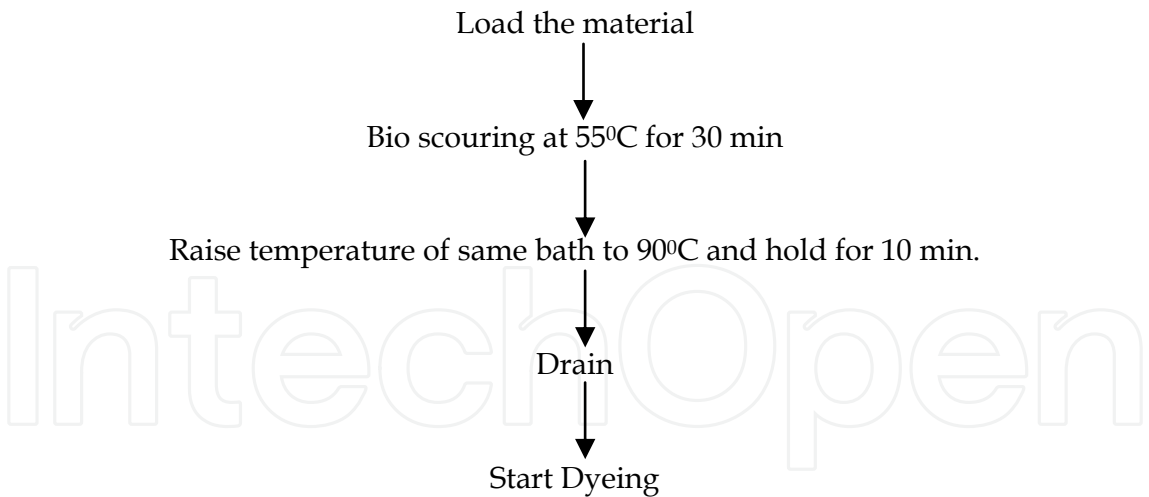 Load the material
Bio scouring at 55⁰C for 30 min
Raise temperature of same bath to 90⁰C and hold for 10 min.
IntechOpen
Drain
Start Dyeing